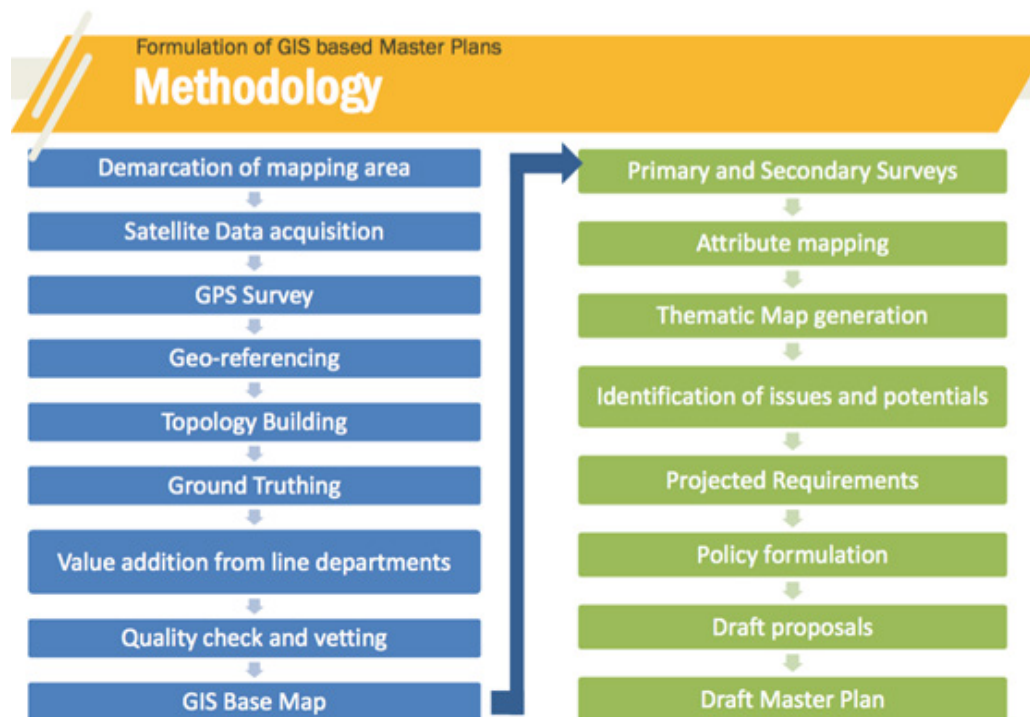 Formulation of GIS based Master Plans
Methodology
Demarcation of mapping area
Satellite Data acquisition
GPS Survey
Geo-referencing
Topology Building
Ground Truthing
Value addition from line departments
Quality check and vetting
GIS Base Map
Primary and Secondary Surveys
Attribute mapping
Thematic Map generation
Identification of issues and potentials
Projected Requirements
Policy formulation
Draft proposals
Draft Master Plan